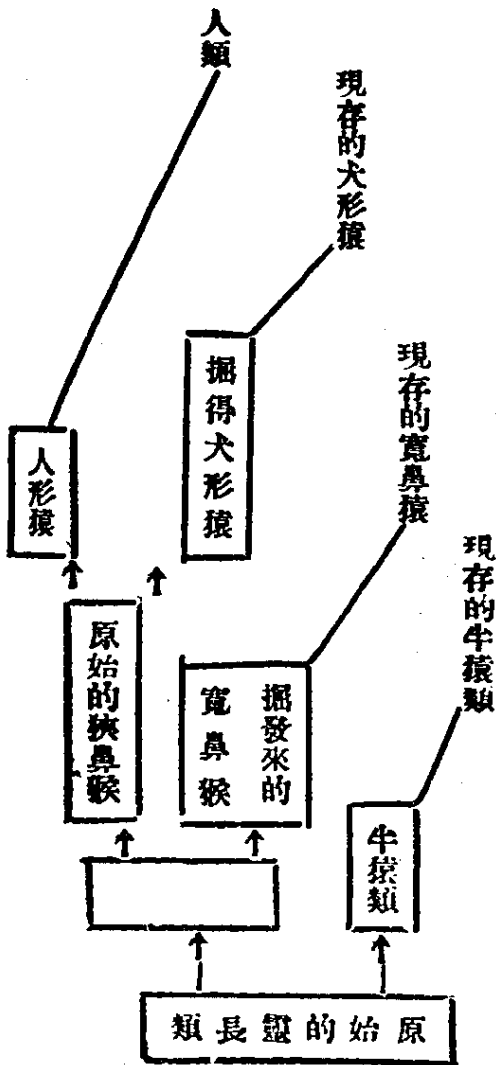 人類
現存的犬形猿
掘得犬形猿
現存的寬鼻猿
人形猿
現存的半猿類
原始的狹鼻猴
掘發來的
寬鼻猴
半猿類
原始的靈長類